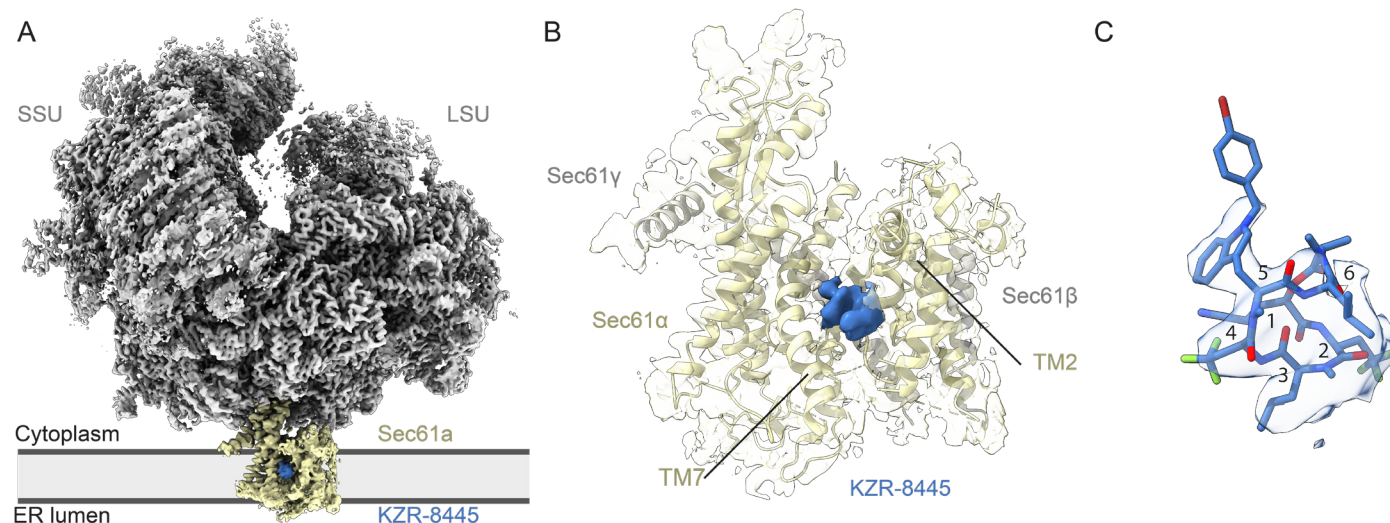 A
SSU
LSU
Cytoplasm
Sec61a
ER lumen
KZR-8445
B
Sec61γ
Sec61α
Sec61β
TM2
TM7
KZR-8445
C
5
6
4
1
2
3